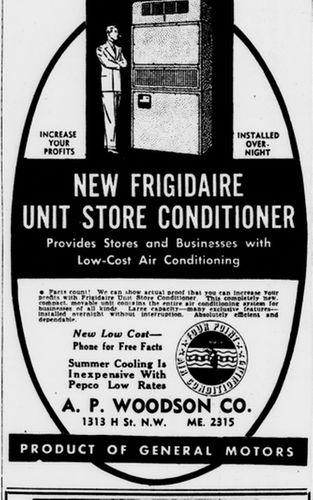 INCREASE
YOUR
PROFITS
INSTALLED
OVER-
NIGHT
NEW FRIGIDAIRE
UNIT STORE CONDITIONER
Provides Stores and Businesses with
Low-Cost Air Conditioning
• Facts count! We can show actual proof that you can increase your
profits with Frigidaire Unit Store Conditioner. This completely new,
compact, movable unit contains the entire air conditioning system for
businesses of all kinds. Large capacity—many exclusive features—
installed overnight without interruption. Absolutely efficient and
dependable.
New Low Cost—
Phone for Free Facts
Summer Cooling Is
Inexpensive With
Pepco Low Rates
FOUR POINT
AIR CONDITIONING
A. P. WOODSON CO.
1313 H St. N.W. ME. 2315
PRODUCT OF GENERAL MOTORS